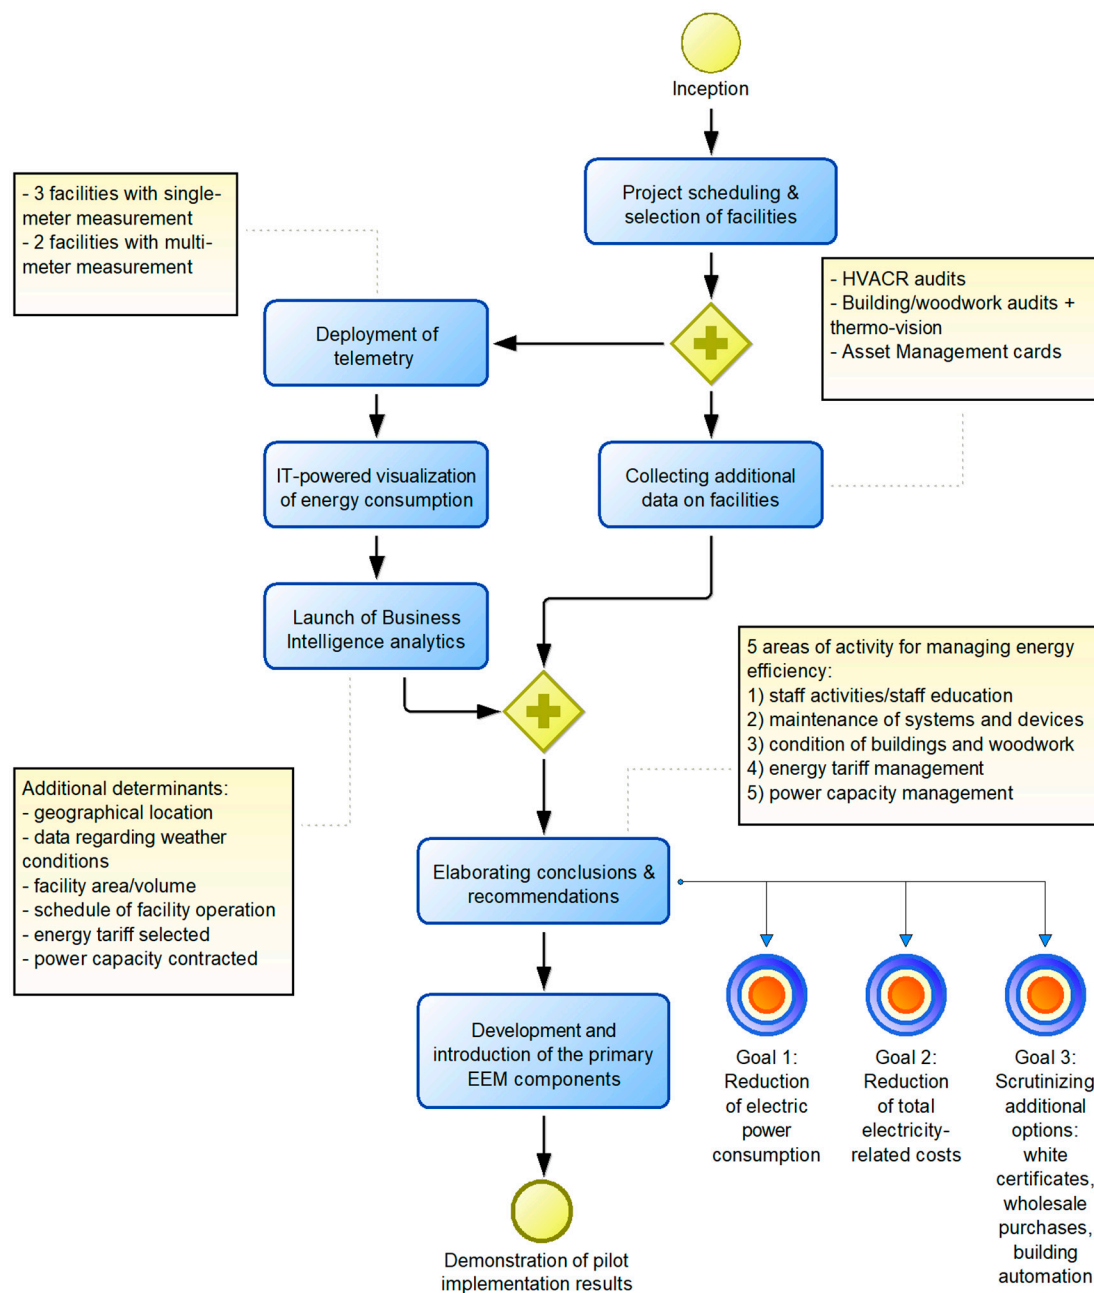 Inception
Project scheduling &
selection of facilities
- 3 facilities with single-
meter measurement
- 2 facilities with multi-
meter measurement
- HVACR audits
- Building/woodwork audits +
thermo-vision
- Asset Management cards
Deployment of
telemetry
IT-powered visualization
of energy consumption
Collecting additional
data on facilities
Launch of Business
Intelligence analytics
5 areas of activity for managing energy
efficiency:
1) staff activities/staff education
2) maintenance of systems and devices
3) condition of buildings and woodwork
4) energy tariff management
5) power capacity management
Additional determinants:
- geographical location
- data regarding weather
conditions
- facility area/volume
- schedule of facility operation
- energy tariff selected
- power capacity contracted
Elaborating conclusions &
recommendations
Development and
introduction of the primary
EEM components
Goal 1:
Reduction
of electric
power
consumption
Goal 2:
Reduction
of total
electricity-
related costs
Goal 3:
Scrutinizing
additional
options:
white
certificates,
wholesale
purchases,
building
automation
Demonstration of pilot
implementation results